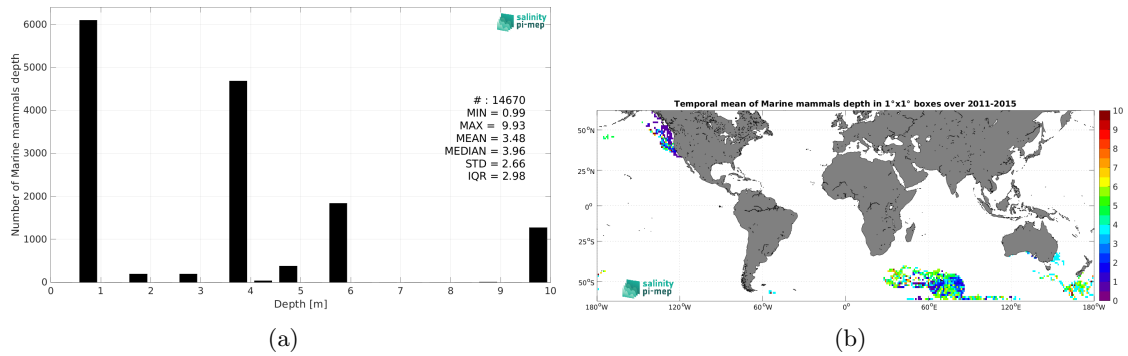 6000
5000
4000
3000
2000
1000
0
Number of Marine mammals depth
salinity
pi-mep
# : 14670
MIN = 0.99
MAX = 9.93
MEAN = 3.48
MEDIAN = 3.96
STD = 2.66
IQR = 2.98
0 1 2 3 4 5 6 7 8 9 10
Depth [m]
(a)
Temporal mean of Marine mammals depth in 1°x1° boxes over 2011-2015
50°N
25°N
0°
25°S
50°S
180°W 120°W 60°W 0° 60°E 120°E 180°E
salinity
pi-mep
10
9
8
7
6
5
4
3
2
1
0
(b)